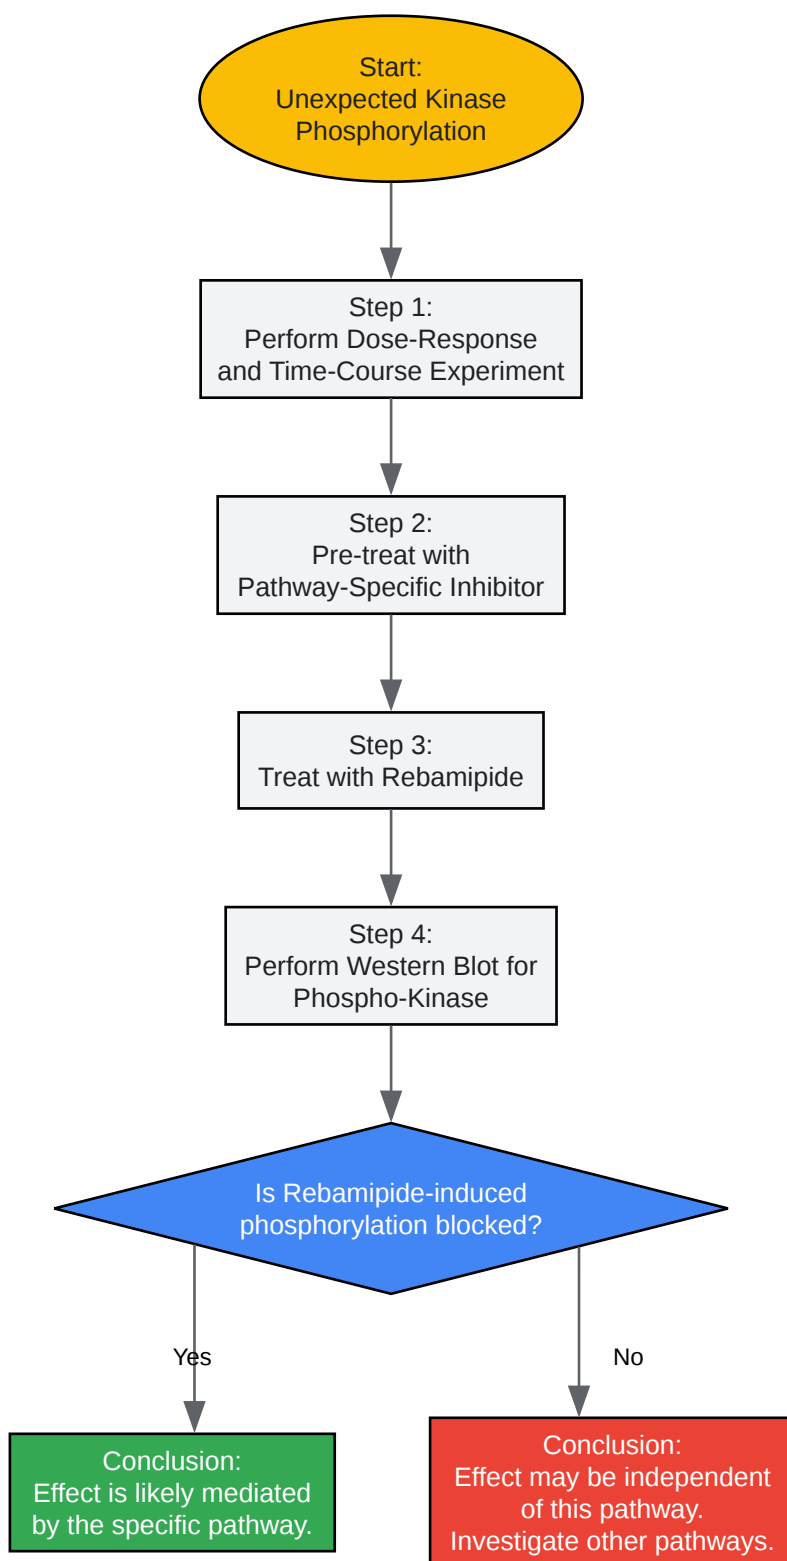 Start:
Unexpected Kinase
Phosphorylation
Step 1:
Perform Dose-Response
and Time-Course Experiment
Step 2:
Pre-treat with
Pathway-Specific Inhibitor
Step 3:
Treat with Rebamipide
Step 4:
Perform Western Blot for
Phospho-Kinase
Is Rebamipide-induced
phosphorylation blocked?
Yes
No
Conclusion:
Effect is likely mediated
by the specific pathway.
Conclusion:
Effect may be independent
of this pathway.
Investigate other pathways.